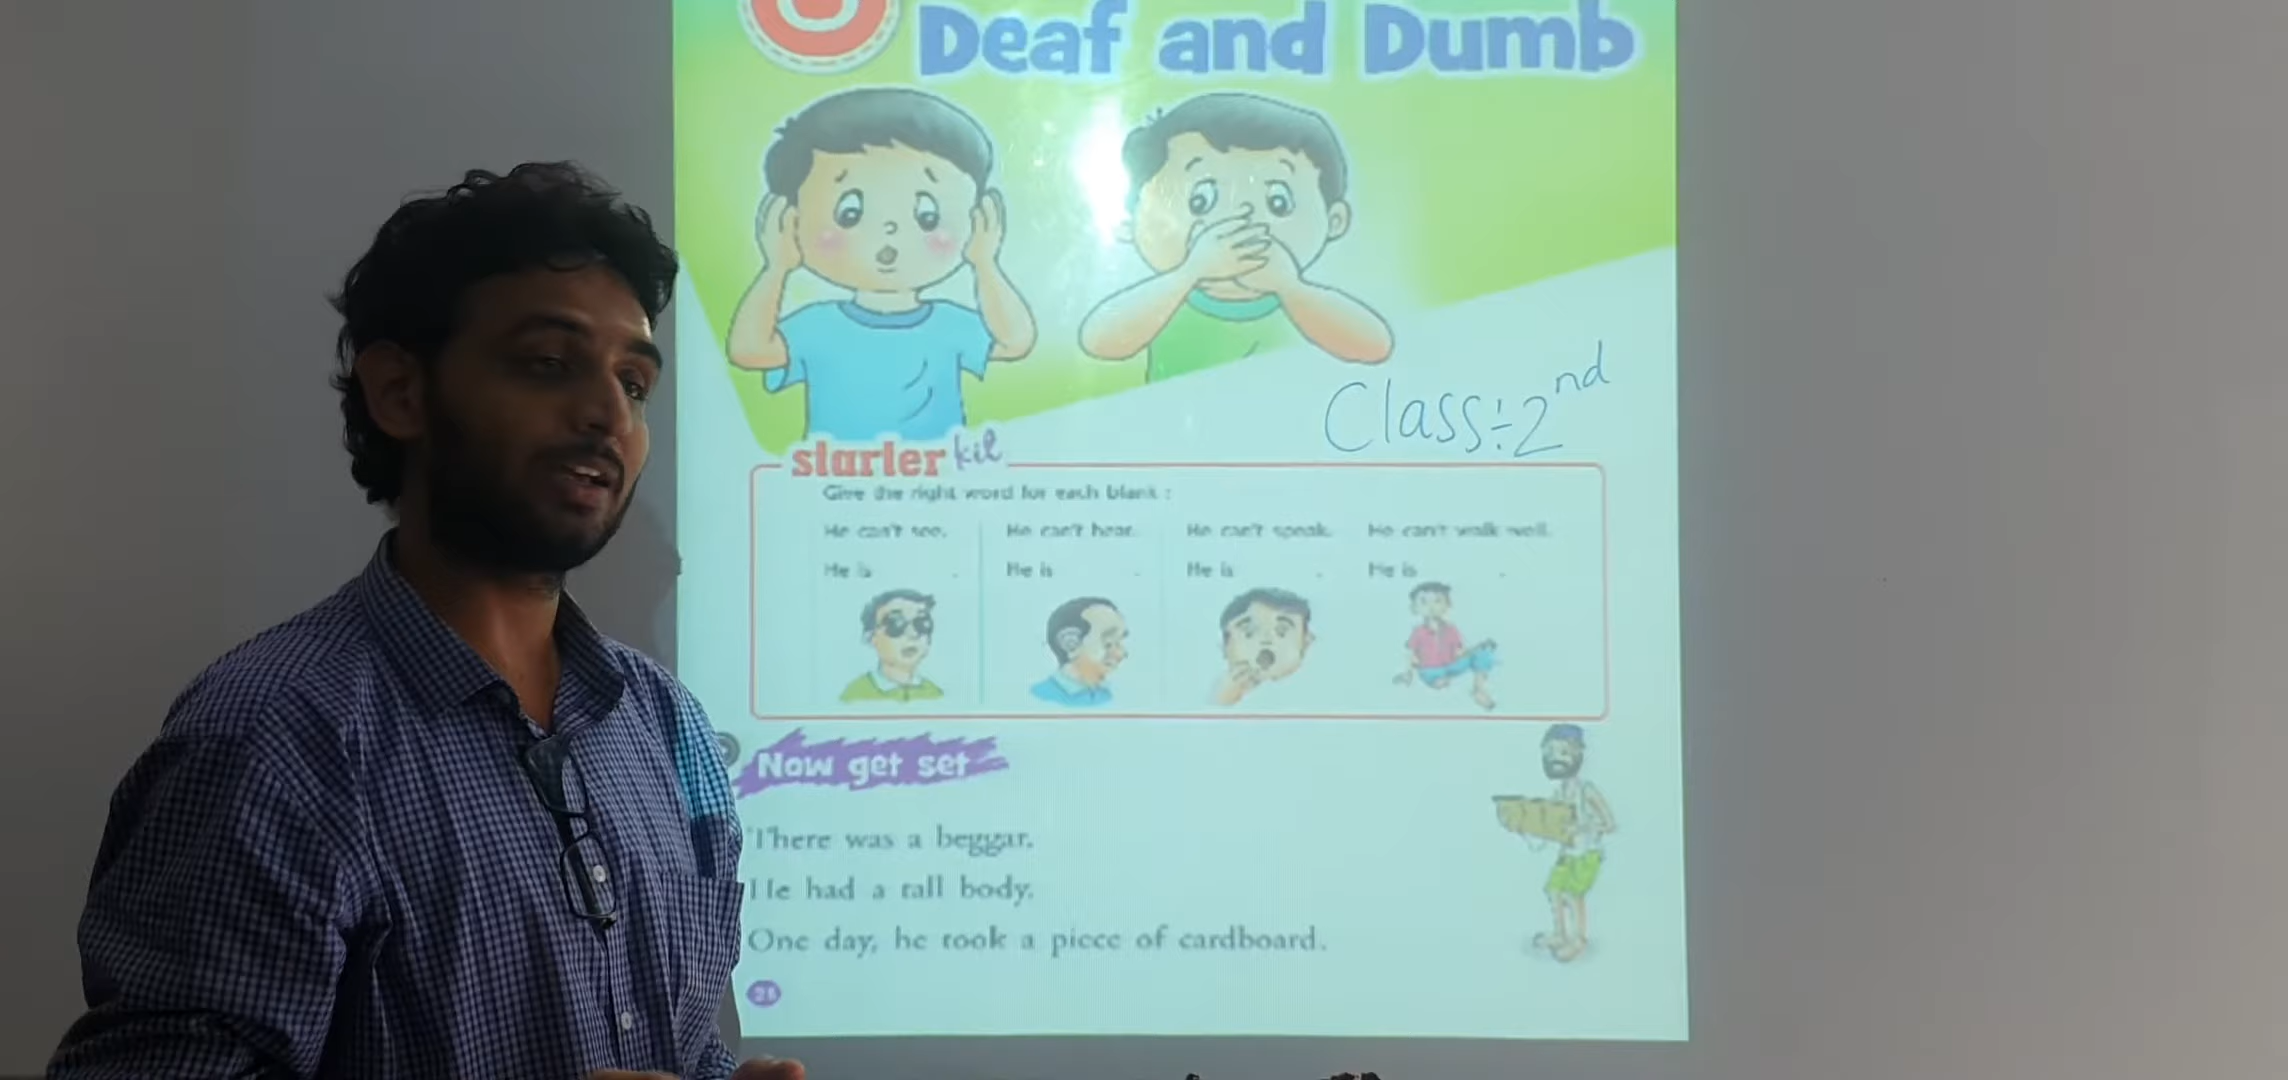 Deaf and Dumb
Class÷2nd
starter kit
Give the right word for each blank :
He can't see. He can't hear. He can't speak. He can't walk well.
He is . He is . He is . He is .
Now get set
There was a beggar.
He had a tall body.
One day, he took a piece of cardboard.